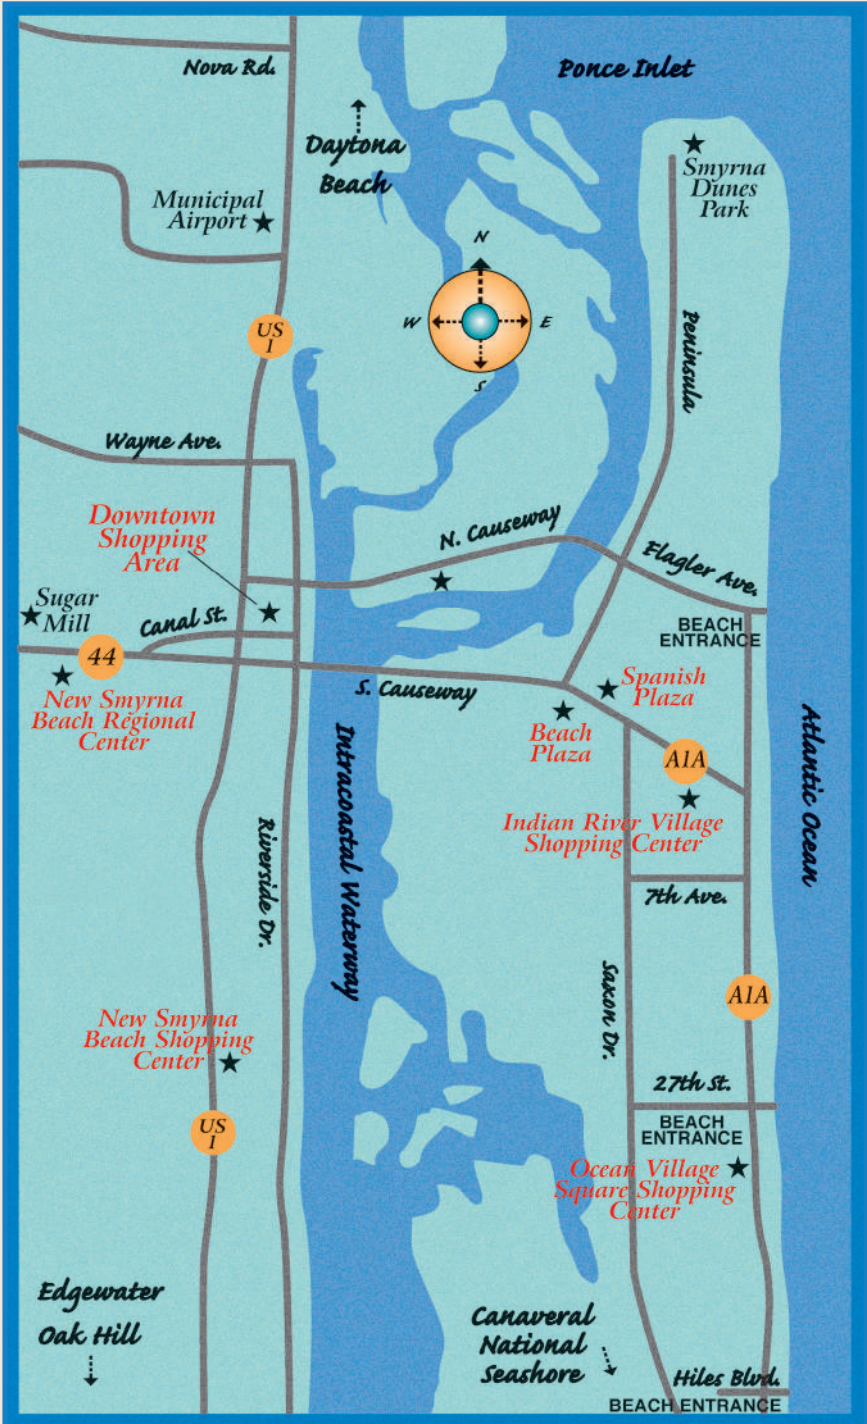 Nova Rd.
Ponce Inlet
Daytona
Beach
Smyrna
Dunes
Park
Municipal
Airport
N
W
E
S
US
1
Peninsula
Wayne Ave.
Downtown
Shopping
Area
N. Causeway
Flagler Ave.
Sugar
Mill
Canal St.
BEACH
ENTRANCE
44
New Smyrna
Beach Regional
Center
S. Causeway
Spanish
Plaza
Beach
Plaza
A1A
Atlantic Ocean
Intracoastal Waterway
Indian River Village
Shopping Center
Riverside Dr.
7th Ave.
Saxon Dr.
A1A
New Smyrna
Beach Shopping
Center
27th St.
US
1
BEACH
ENTRANCE
Ocean Village
Square Shopping
Center
Edgewater
Oak Hill
Canaveral
National
Seashore
Hiles Blvd.
BEACH ENTRANCE